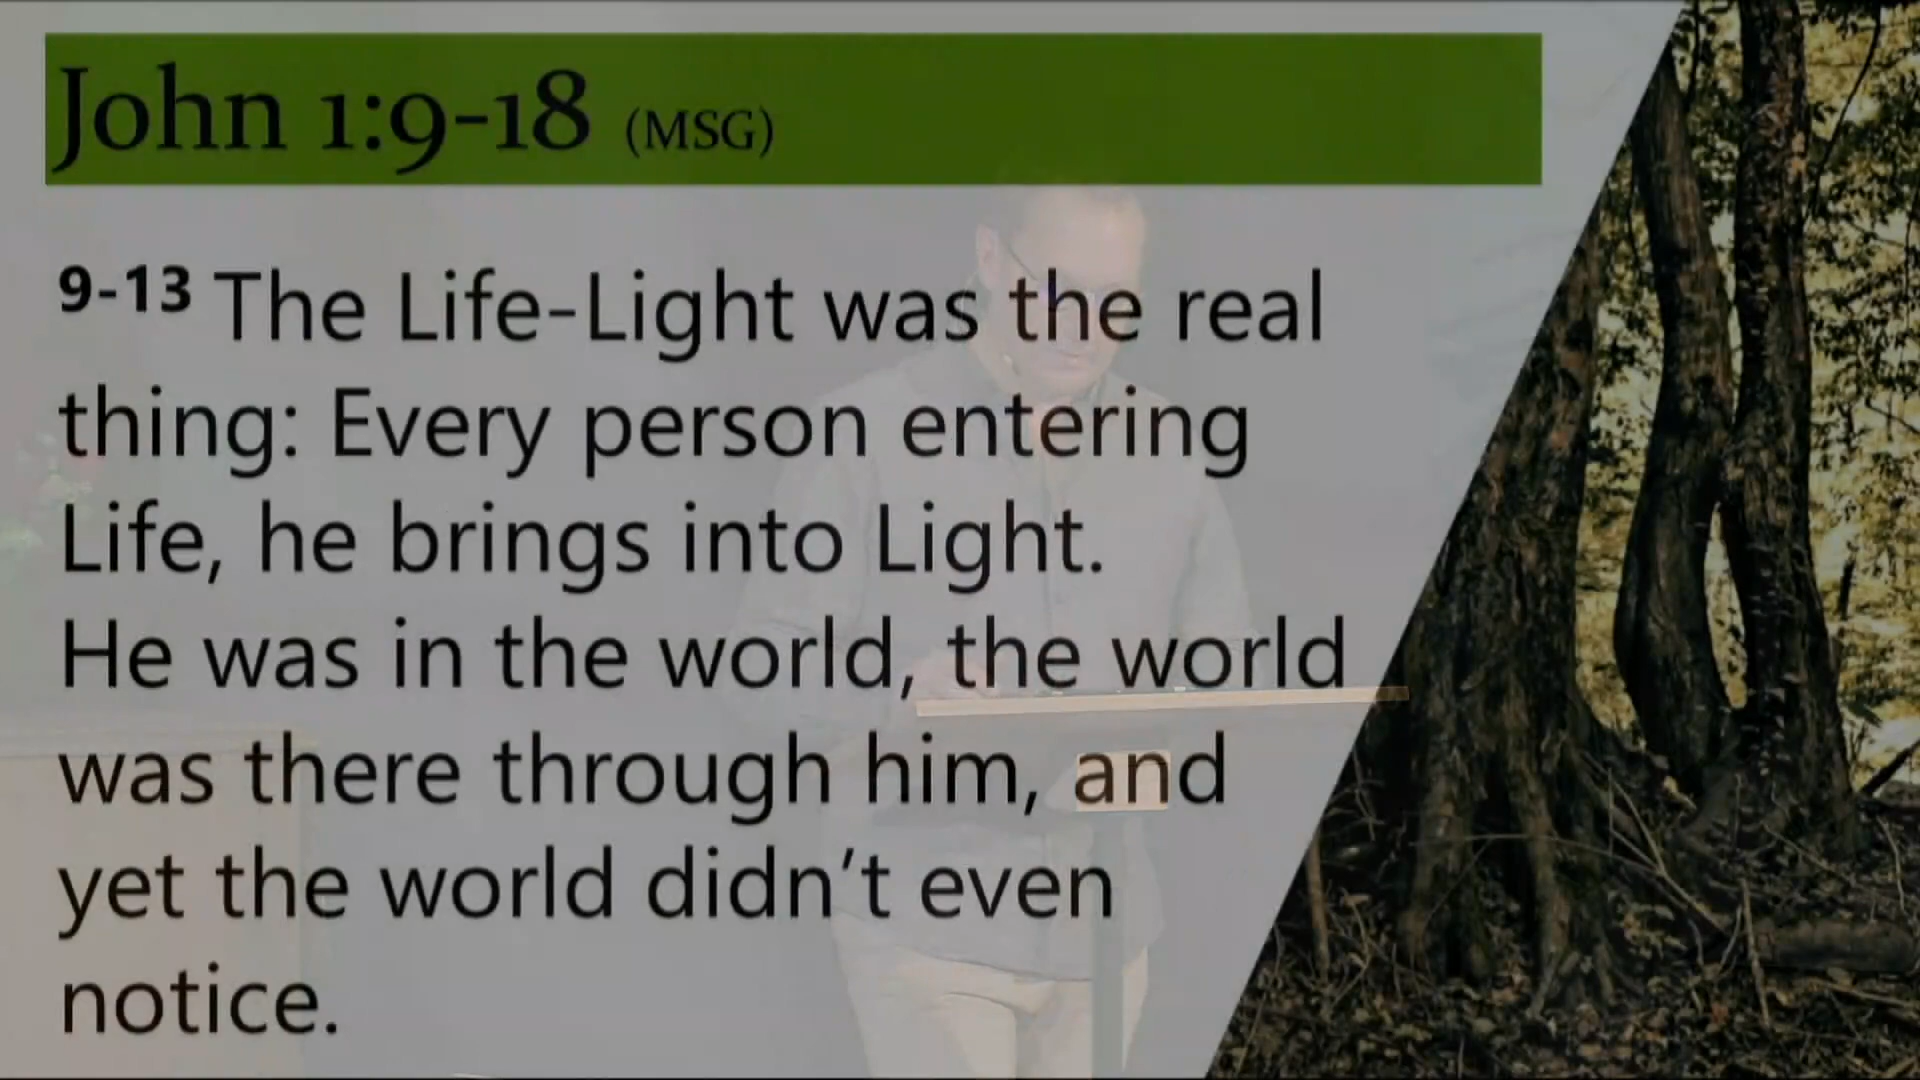 John 1:9-18 (MSG)
9-13 The Life-Light was the real
thing: Every person entering
Life, he brings into Light.
He was in the world, the world
was there through him, and
yet the world didn’t even
notice.